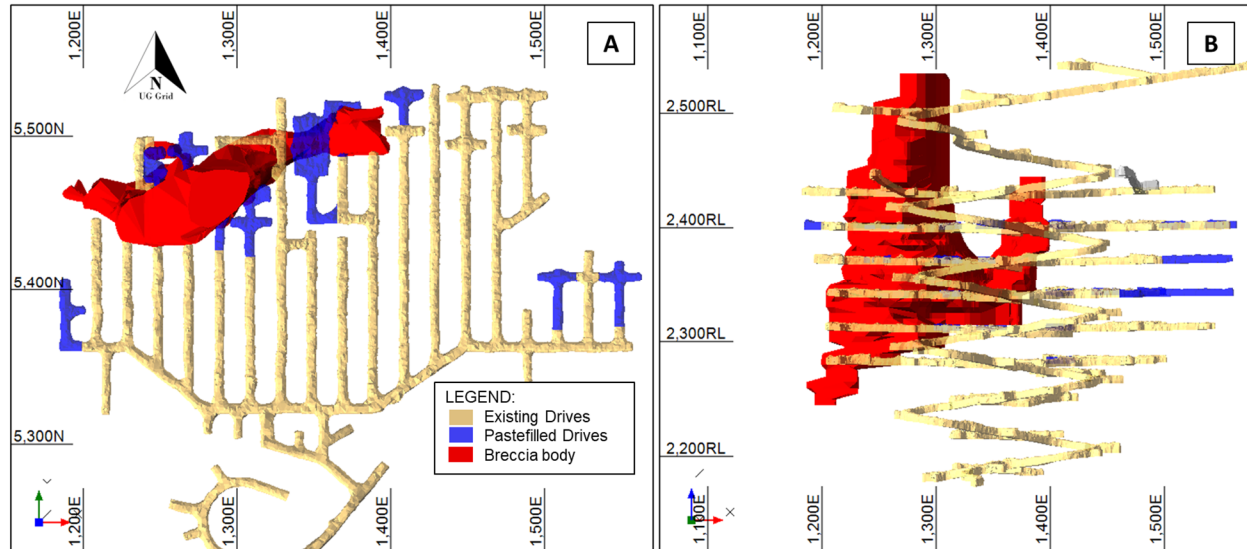 1,200E
1,300E
1,400E
1,500E
A
N
UG Grid
5,500N
5,400N
5,300N
LEGEND:
Existing Drives
Pastefilled Drives
Breccia body
1,200E
1,300E
1,400E
1,500E
1,100E
1,200E
1,300E
1,400E
1,500E
B
2,500RL
2,400RL
2,300RL
2,200RL
X
1,100E
1,200E
1,300E
1,400E
1,500E